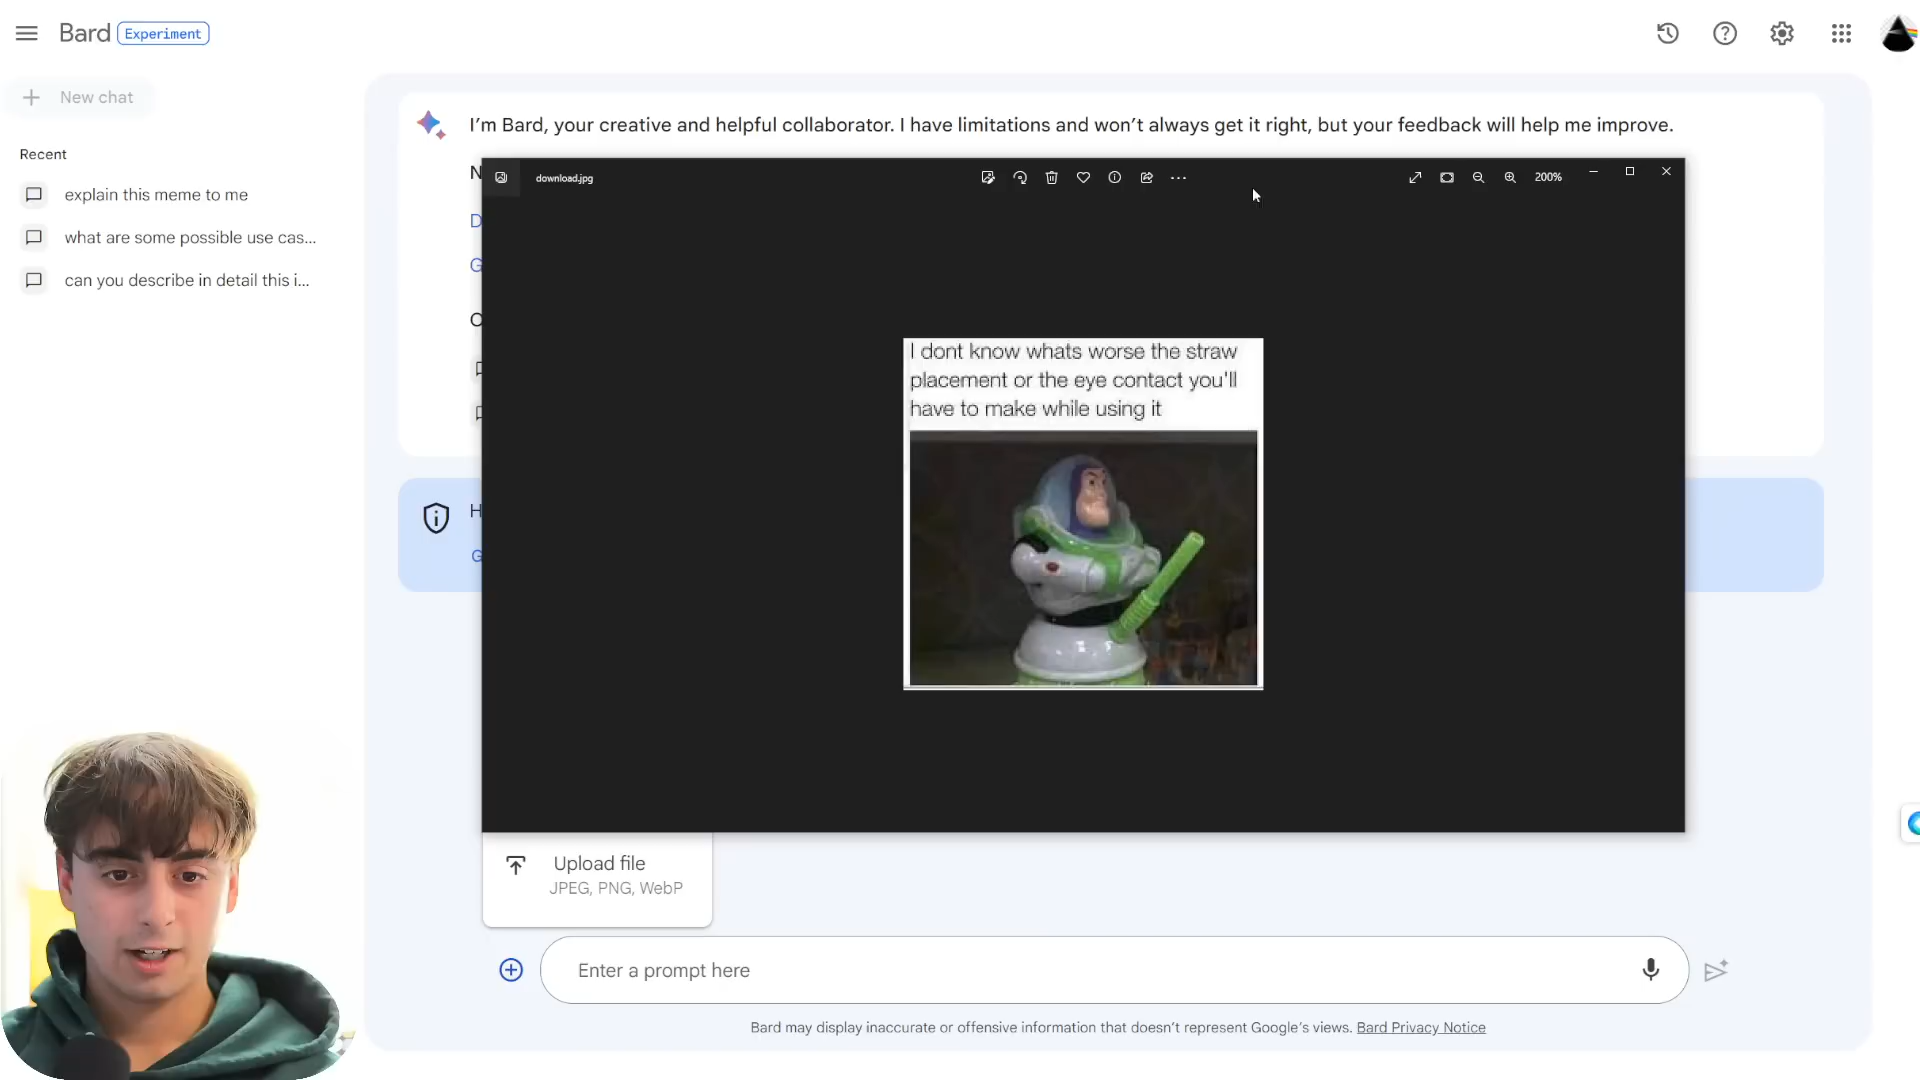 Bard Experiment
New chat
I'm Bard, your creative and helpful collaborator. I have limitations and won't always get it right, but your feedback will help me improve.
Recent
explain this meme to me
what are some possible use cas...
can you describe in detail this i...
download.jpg
200%
I dont know whats worse the straw
placement or the eye contact you'll
have to make while using it
Upload file
JPEG, PNG, WebP
Enter a prompt here
Bard may display inaccurate or offensive information that doesn't represent Google's views. Bard Privacy Notice